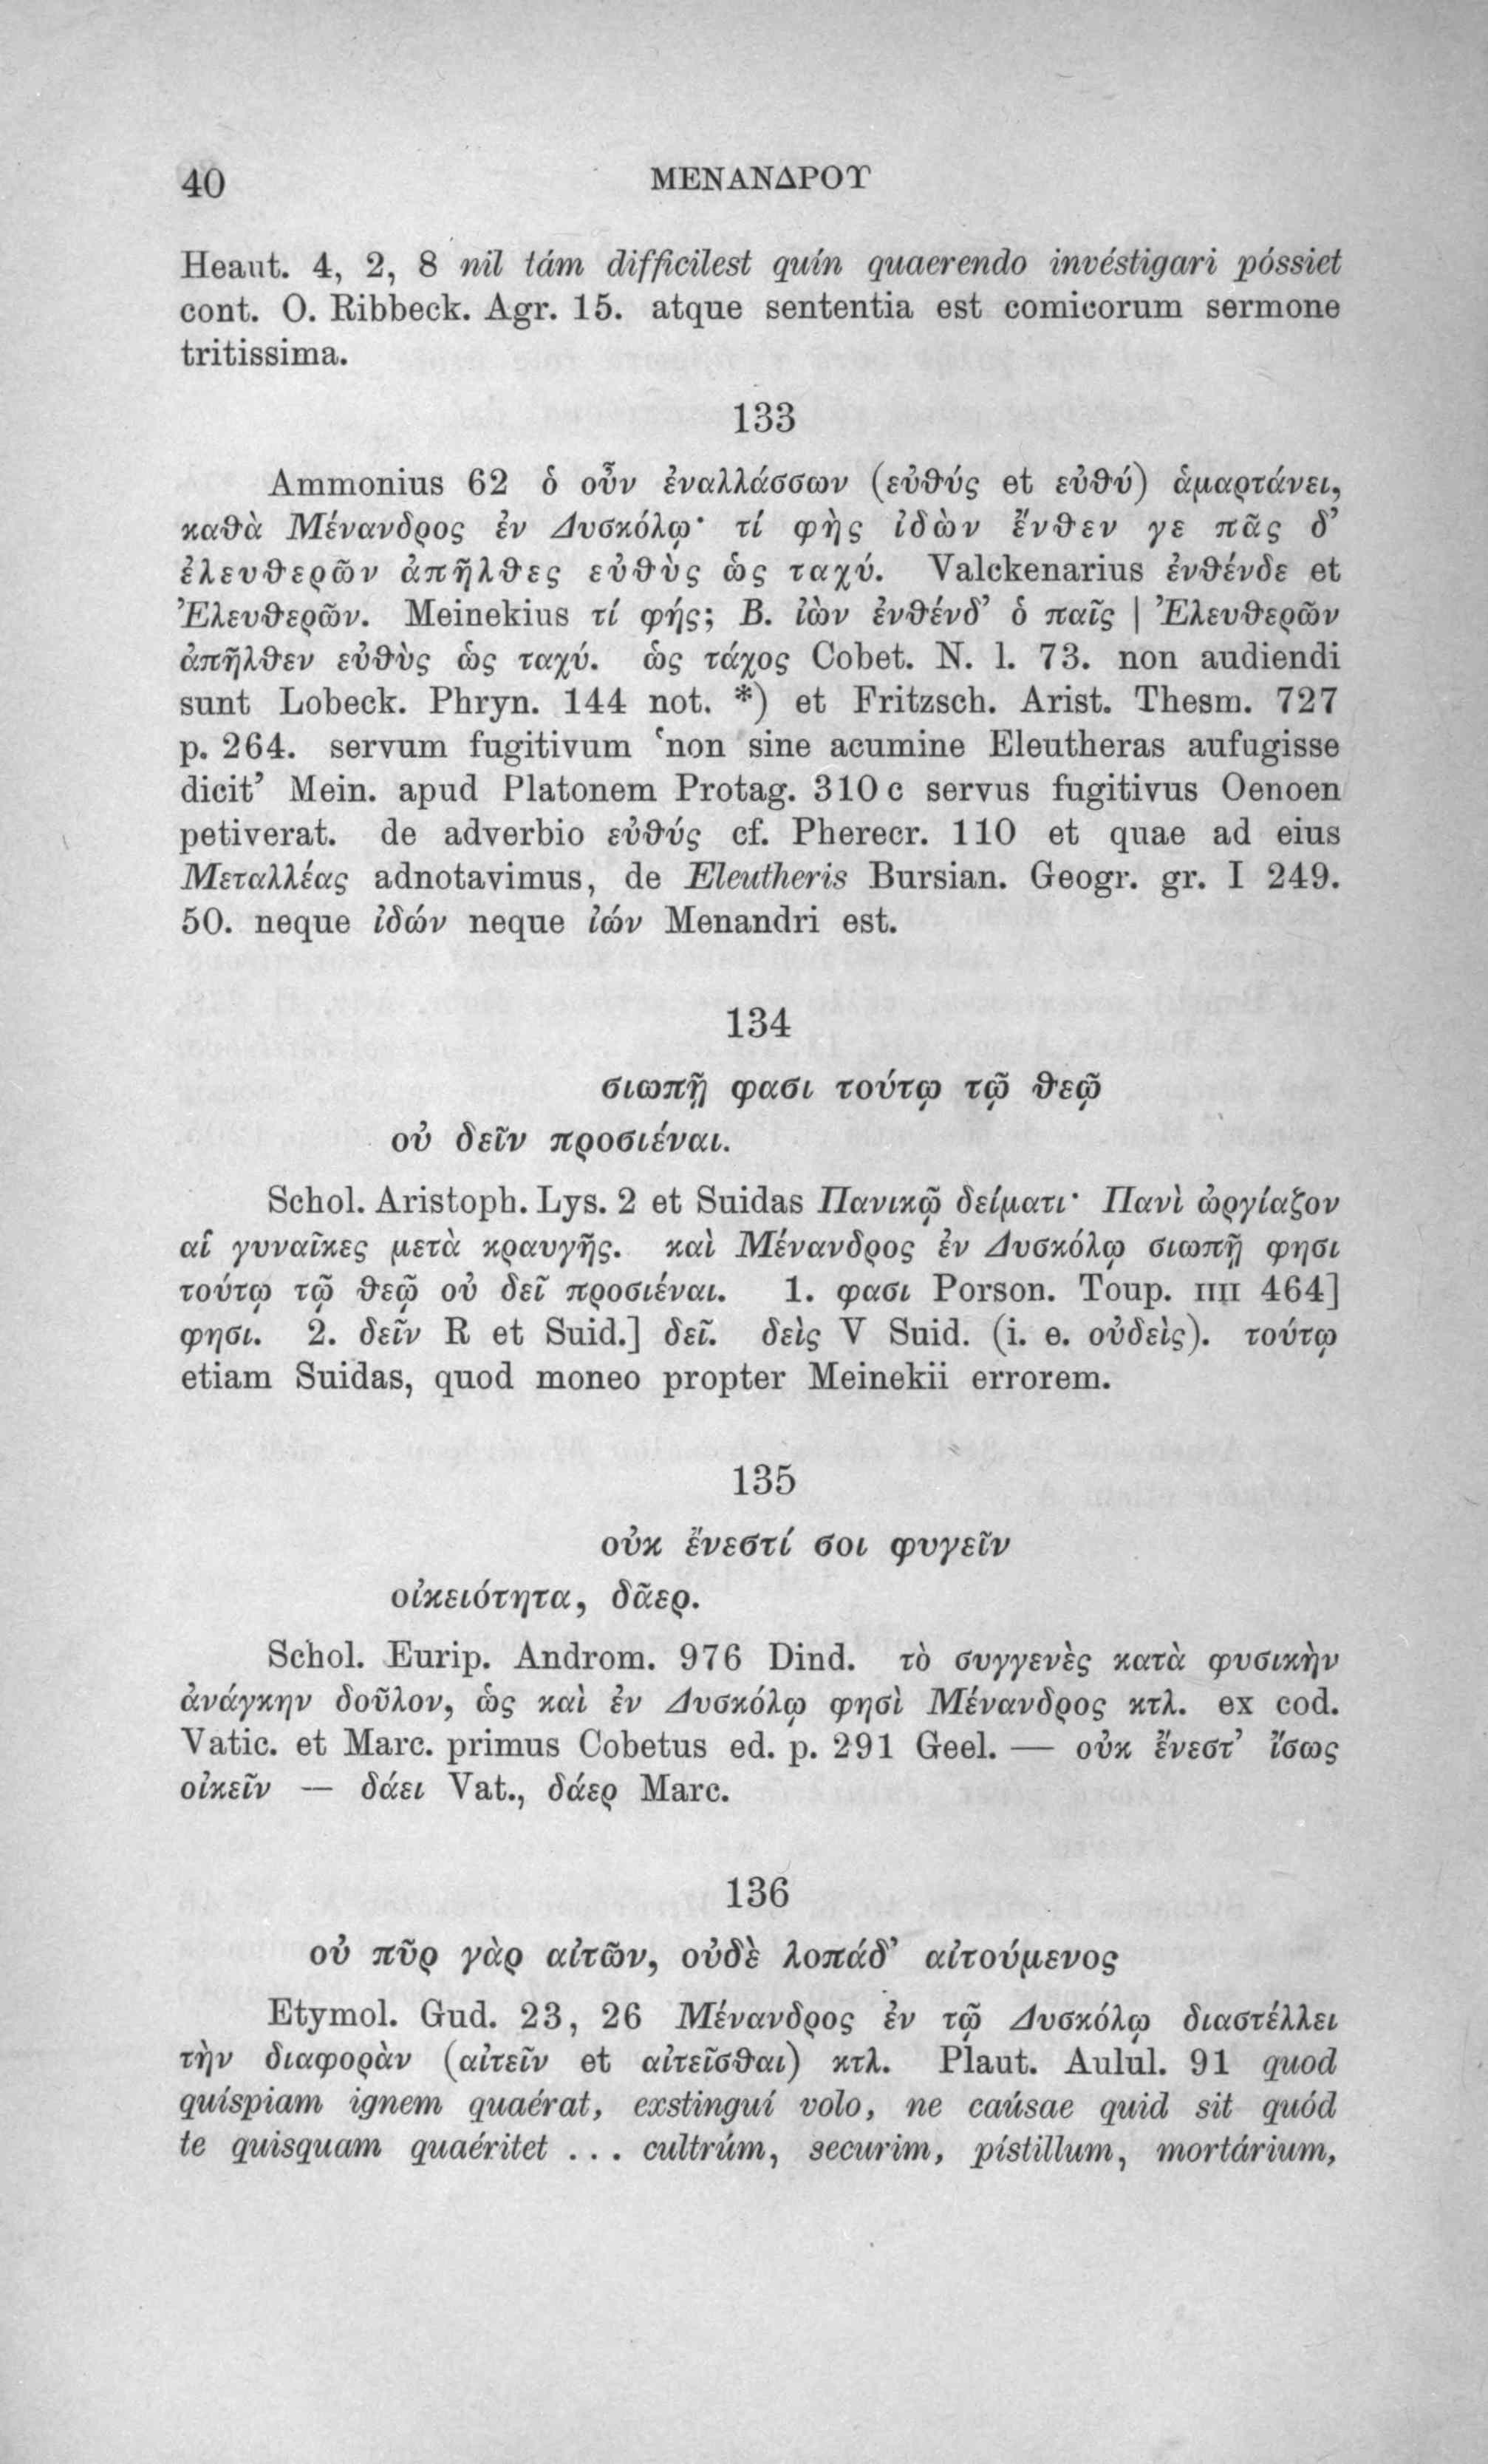 40 ΜΕΝΑΝΔΡΟΥ
Heaut. 4, 2, 8 nil tám difficilest quín quaerendo invéstigari póssiet
cont. O. Ribbeck. Agr. 15. atque sententia est comicorum sermone
tritissima.
133
Ammonius 62 ὁ οὖν ἐναλλάσσων (εὐθύς et εὐθύ) ἁμαρτάνει,
καθὰ Μένανδρος ἐν Δυσκόλῳ· τί φῂς ἰδὼν ἔνθεν γε πᾶς δ’
ἐλευθερῶν ἀπῆλθες εὐθὺς ὡς ταχύ. Valckenarius ἐνθένδε et
Ἐλευθερῶν. Meinekius τί φής; B. ἰὼν ἐνθένδ’ ὁ παῖς | Ἐλευθερῶν
ἀπῆλθεν εὐθὺς ὡς ταχύ. ὡς τάχος Cobet. N. l. 73. non audiendi
sunt Lobeck. Phryn. 144 not. *) et Fritzsch. Arist. Thesm. 727
p. 264. servum fugitivum ‘non sine acumine Eleutheras aufugisse
dicit’ Mein. apud Platonem Protag. 310 c servus fugitivus Oenoen
petiverat. de adverbio εὐθύς cf. Pherecr. 110 et quae ad eius
Μεταλλέας adnotavimus, de Eleutheris Bursian. Geogr. gr. I 249.
50. neque ἰδών neque ἰών Menandri est.
134
σιωπῇ φασι τούτῳ τῷ θεῷ
οὐ δεῖν προσιέναι.
Schol. Aristoph. Lys. 2 et Suidas Πανικῷ δείματι· Πανὶ ὠργίαζον
αἱ γυναῖκες μετὰ κραυγῆς. καὶ Μένανδρος ἐν Δυσκόλῳ σιωπῇ φησι
τούτῳ τῷ θεῷ οὐ δεῖ προσιέναι. 1. φασι Porson. Toup. IIII 464]
φησι. 2. δεῖν R et Suid.] δεῖ. δεὶς V Suid. (i. e. οὐδεὶς). τούτῳ
etiam Suidas, quod moneo propter Meinekii errorem.
135
οὐκ ἔνεστί σοι φυγεῖν
οἰκειότητα, δᾶερ.
Schol. Eurip. Androm. 976 Dind. τὸ συγγενὲς κατὰ φυσικὴν
ἀνάγκην δοῦλον, ὡς καὶ ἐν Δυσκόλῳ φησὶ Μένανδρος κτλ. ex cod.
Vatic. et Marc. primus Cobetus ed. p. 291 Geel. — οὐκ ἔνεστ’ ἴσως
οἰκεῖν — δάει Vat., δάερ Marc.
136
οὐ πῦρ γὰρ αἰτῶν, οὐδὲ λοπάδ’ αἰτούμενος
Etymol. Gud. 23, 26 Μένανδρος ἐν τῷ Δυσκόλῳ διαστέλλει
τὴν διαφορὰν (αἰτεῖν et αἰτεῖσθαι) κτλ. Plaut. Aulul. 91 quod
quíspiam ignem quaérat, exstinguí volo, ne caúsae quid sit quód
te quisquam quaéritet ... cultrúm, securim, pístillum, mortárium,